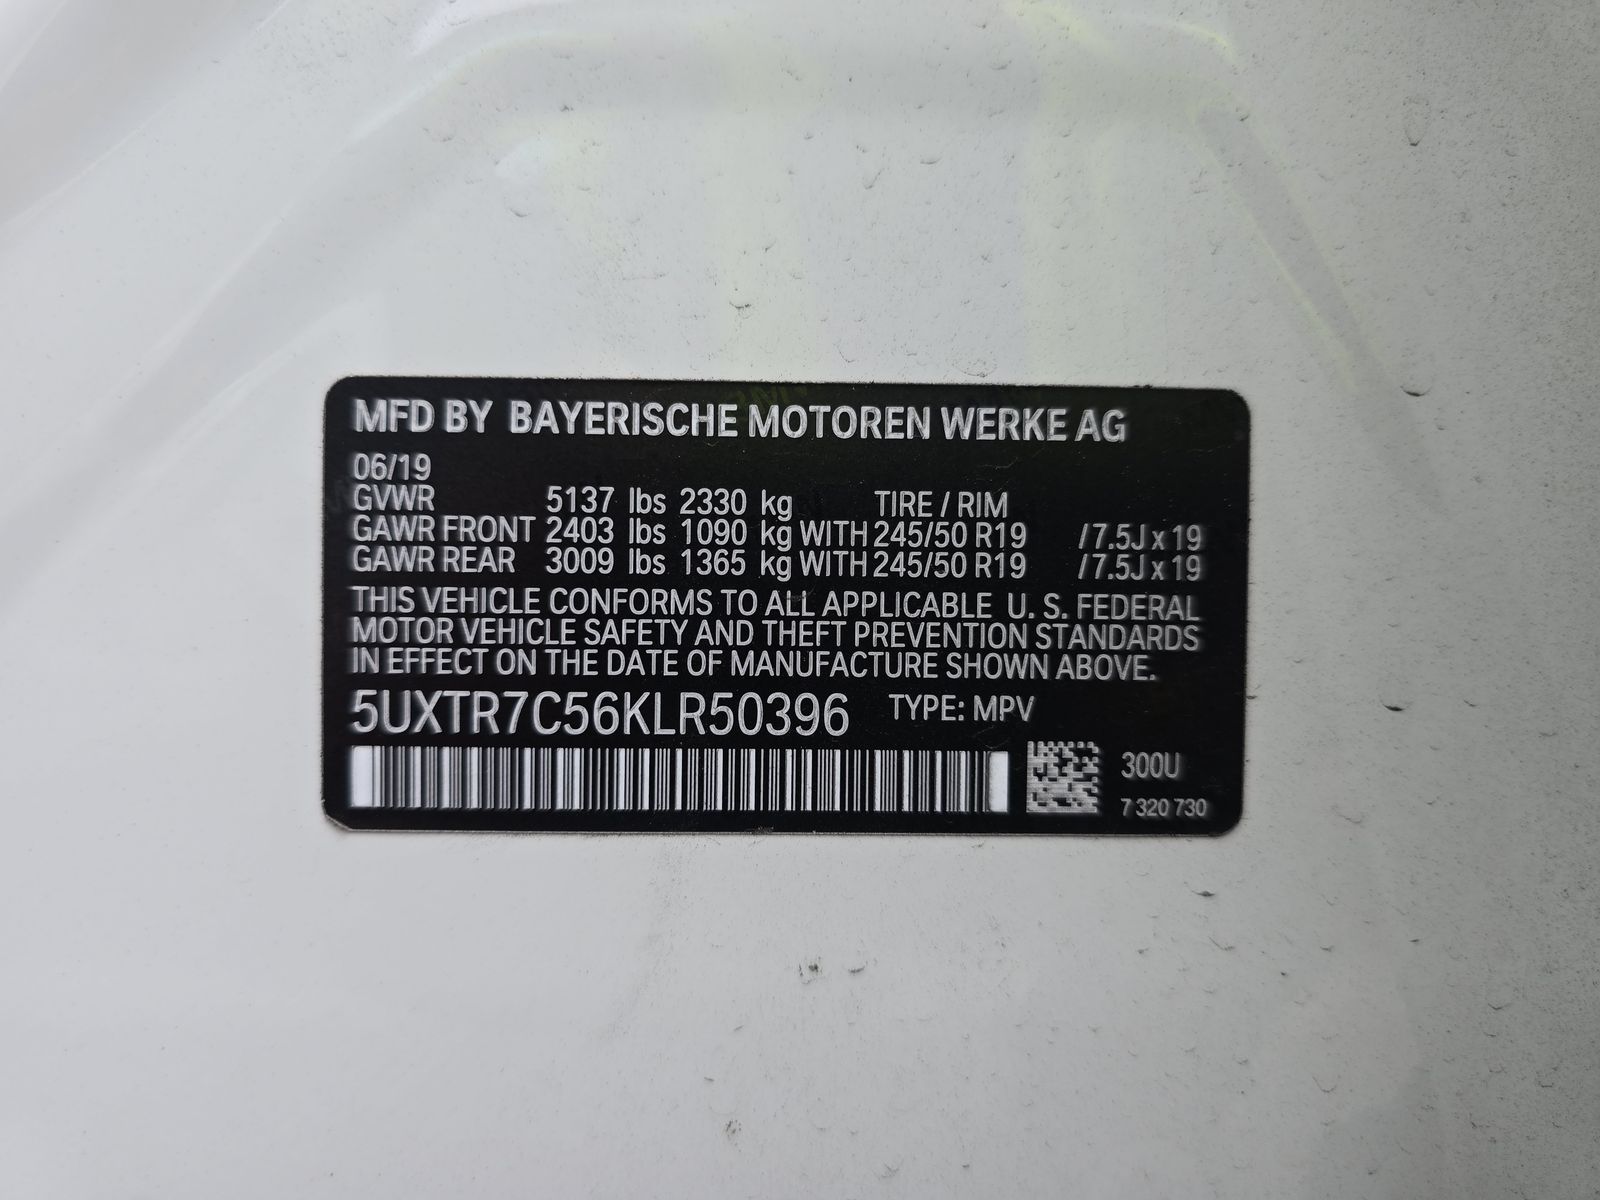 MFD BY BAYERISCHE MOTOREN WERKE AG
06/19
GVWR 5137 lbs 2330 kg TIRE / RIM
GAWR FRONT 2403 lbs 1090 kg WITH 245/50 R19 /7.5J x 19
GAWR REAR 3009 lbs 1365 kg WITH 245/50 R19 /7.5J x 19
THIS VEHICLE CONFORMS TO ALL APPLICABLE U. S. FEDERAL
MOTOR VEHICLE SAFETY AND THEFT PREVENTION STANDARDS
IN EFFECT ON THE DATE OF MANUFACTURE SHOWN ABOVE.
5UXTR7C56KLR50396 TYPE: MPV
300U
7 320 730